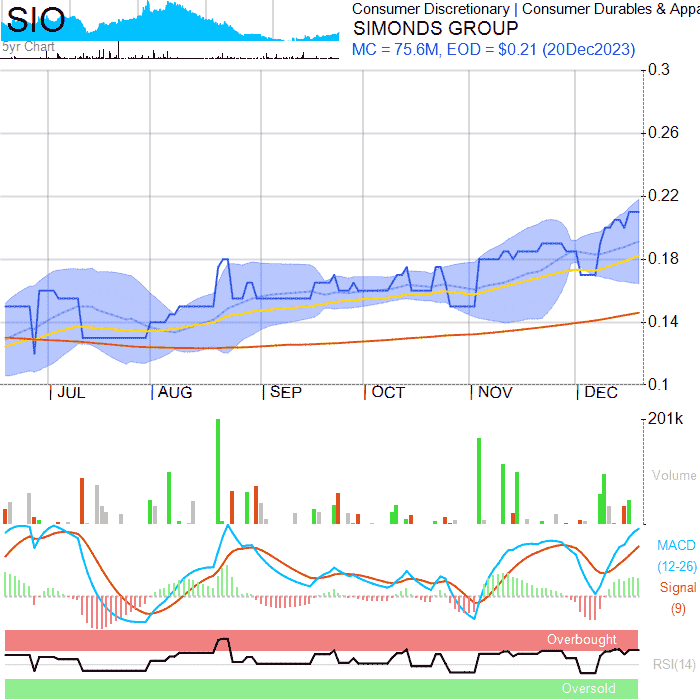 SIO
5yr Chart
Consumer Discretionary | Consumer Durables & Appa
SIMONDS GROUP
MC = 75.6M, EOD = $0.21 (20Dec2023)
0.3
0.26
0.22
0.18
0.14
0.1
JUL AUG SEP OCT NOV DEC
201k
Volume
MACD
(12-26)
Signal
(9)
Overbought
RSI(14)
Oversold